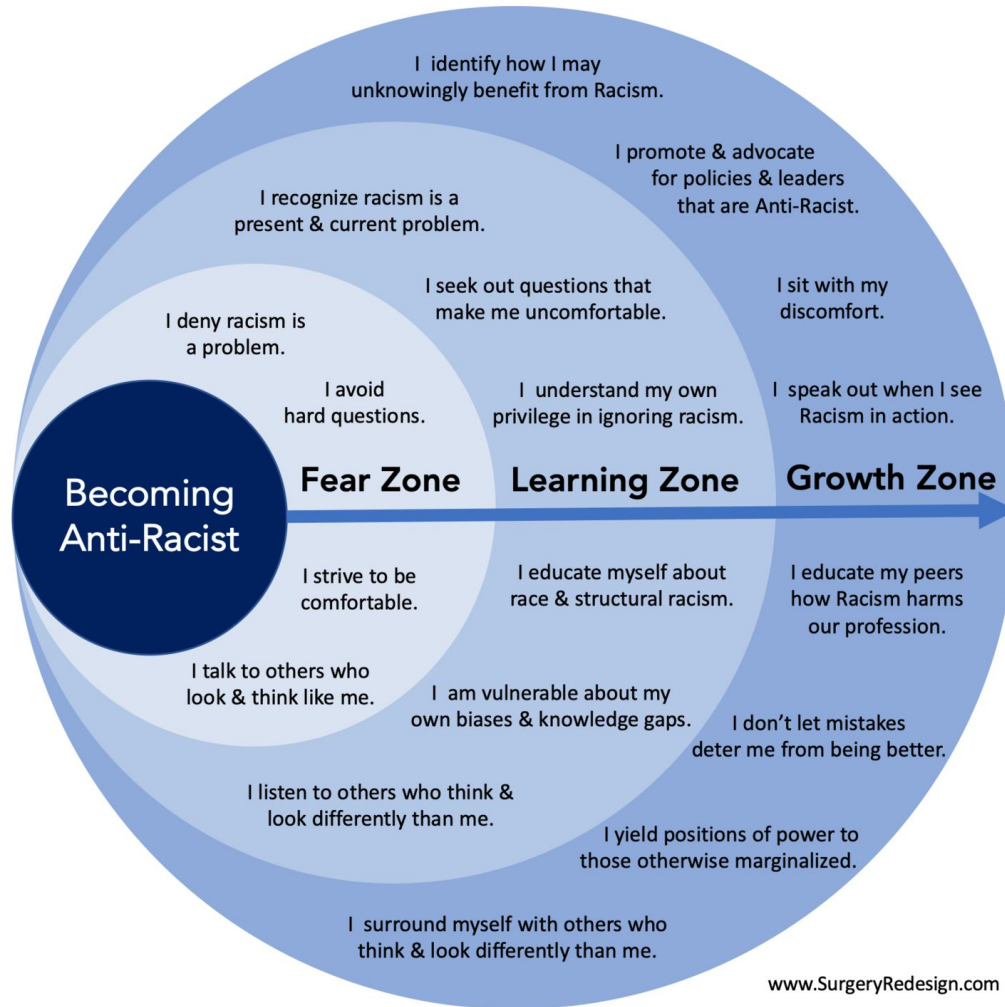 I identify how I may
unknowingly benefit from Racism.
I promote & advocate
for policies & leaders
that are Anti-Racist.
I recognize racism is a
present & current problem.
I seek out questions that
make me uncomfortable.
I sit with my
discomfort.
I deny racism is
a problem.
I avoid
hard questions.
I understand my own
privilege in ignoring racism.
I speak out when I see
Racism in action.
Becoming
Anti-Racist
Fear Zone
Learning Zone
Growth Zone
I strive to be
comfortable.
I educate myself about
race & structural racism.
I educate my peers
how Racism harms
our profession.
I talk to others who
look & think like me.
I am vulnerable about my
own biases & knowledge gaps.
I don’t let mistakes
deter me from being better.
I listen to others who think &
look differently than me.
I yield positions of power to
those otherwise marginalized.
I surround myself with others who
think & look differently than me.
www.SurgeryRedesign.com